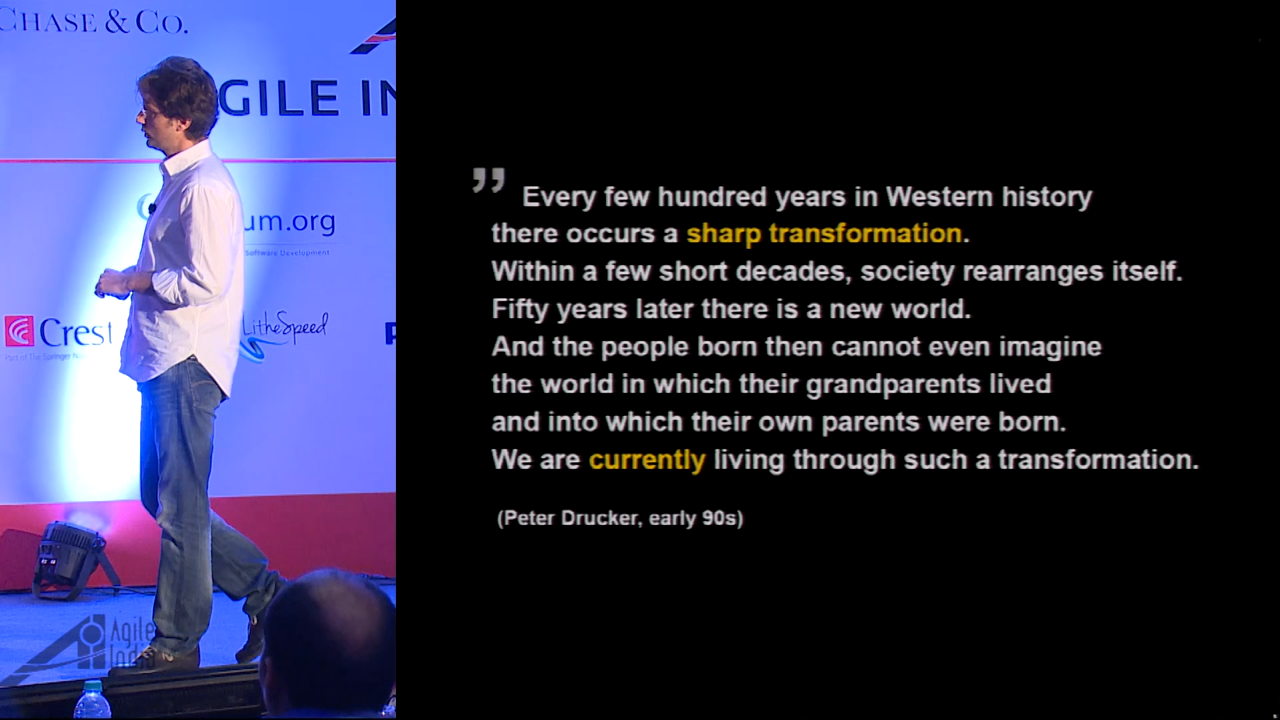 CHASE & CO.
GILE IN
um.org
Software Development
Crest
LitheSpeed
Agile
India
” Every few hundred years in Western history
there occurs a sharp transformation.
Within a few short decades, society rearranges itself.
Fifty years later there is a new world.
And the people born then cannot even imagine
the world in which their grandparents lived
and into which their own parents were born.
We are currently living through such a transformation.
(Peter Drucker, early 90s)